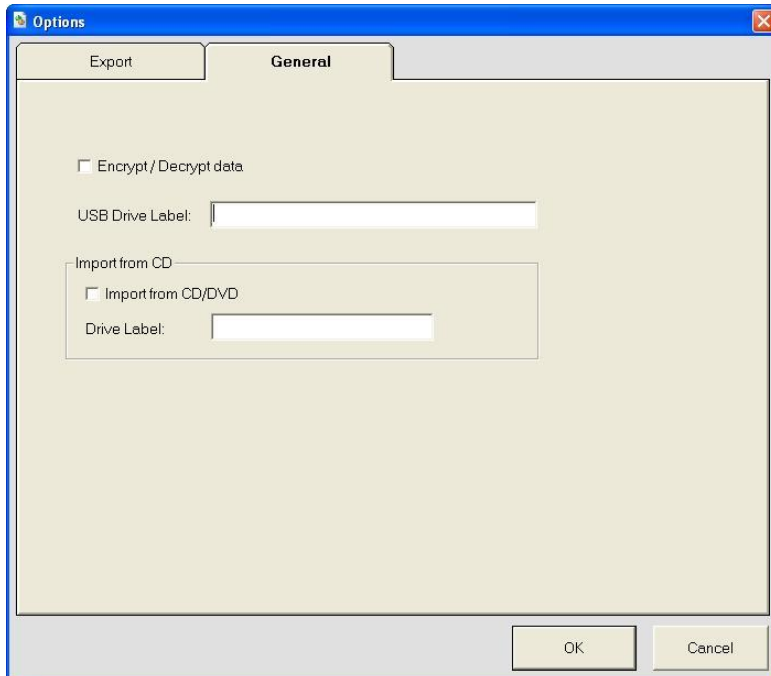 Options
Export
General
Encrypt / Decrypt data
USB Drive Label:
Import from CD
Import from CD/DVD
Drive Label:
OK
Cancel